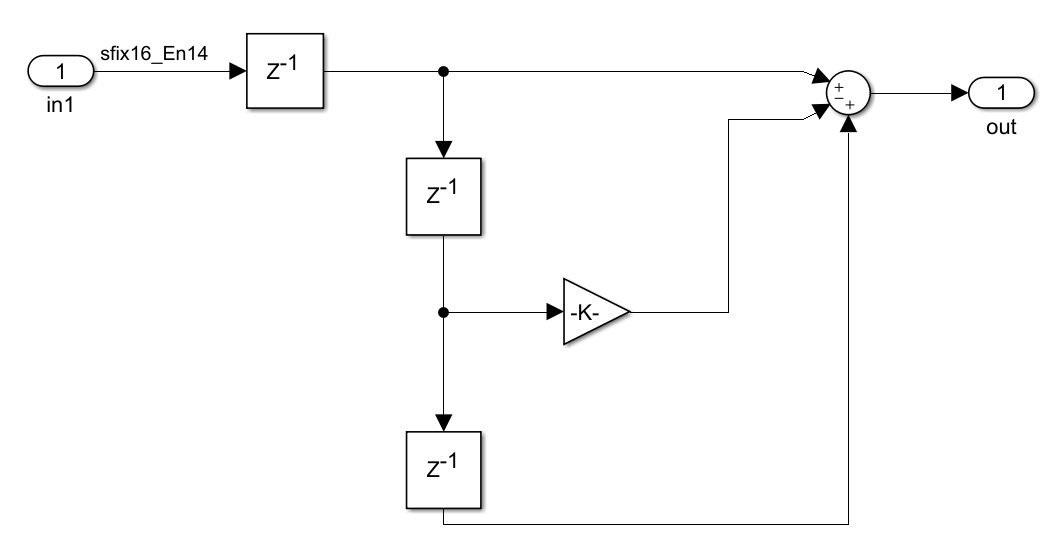 sfix16_En14
1
in1
Z-1
+
−
+
1
out
Z-1
-K-
Z-1